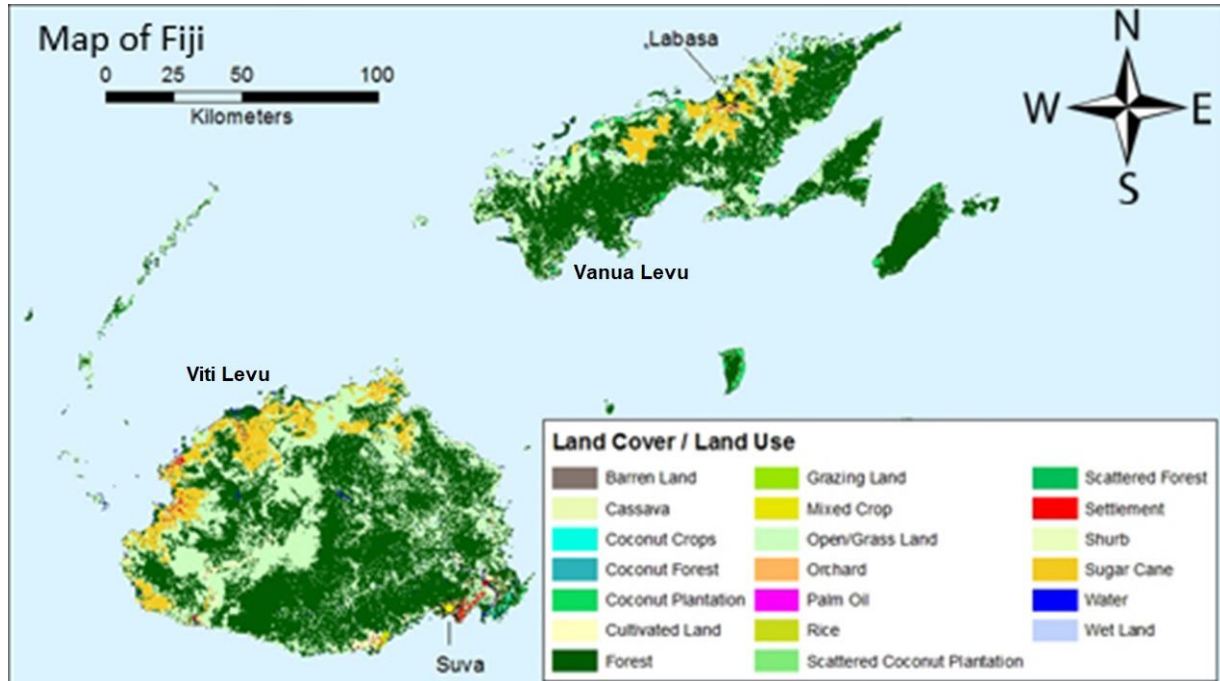 Map of Fiji
0 25 50 100
Kilometers
Labasa
N
W E
S
Vanua Levu
Viti Levu
Suva
Land Cover / Land Use
Barren Land Grazing Land Scattered Forest
Cassava Mixed Crop Settlement
Coconut Crops Open/Grass Land Shurb
Coconut Forest Orchard Sugar Cane
Coconut Plantation Palm Oil Water
Cultivated Land Rice Wet Land
Forest Scattered Coconut Plantation